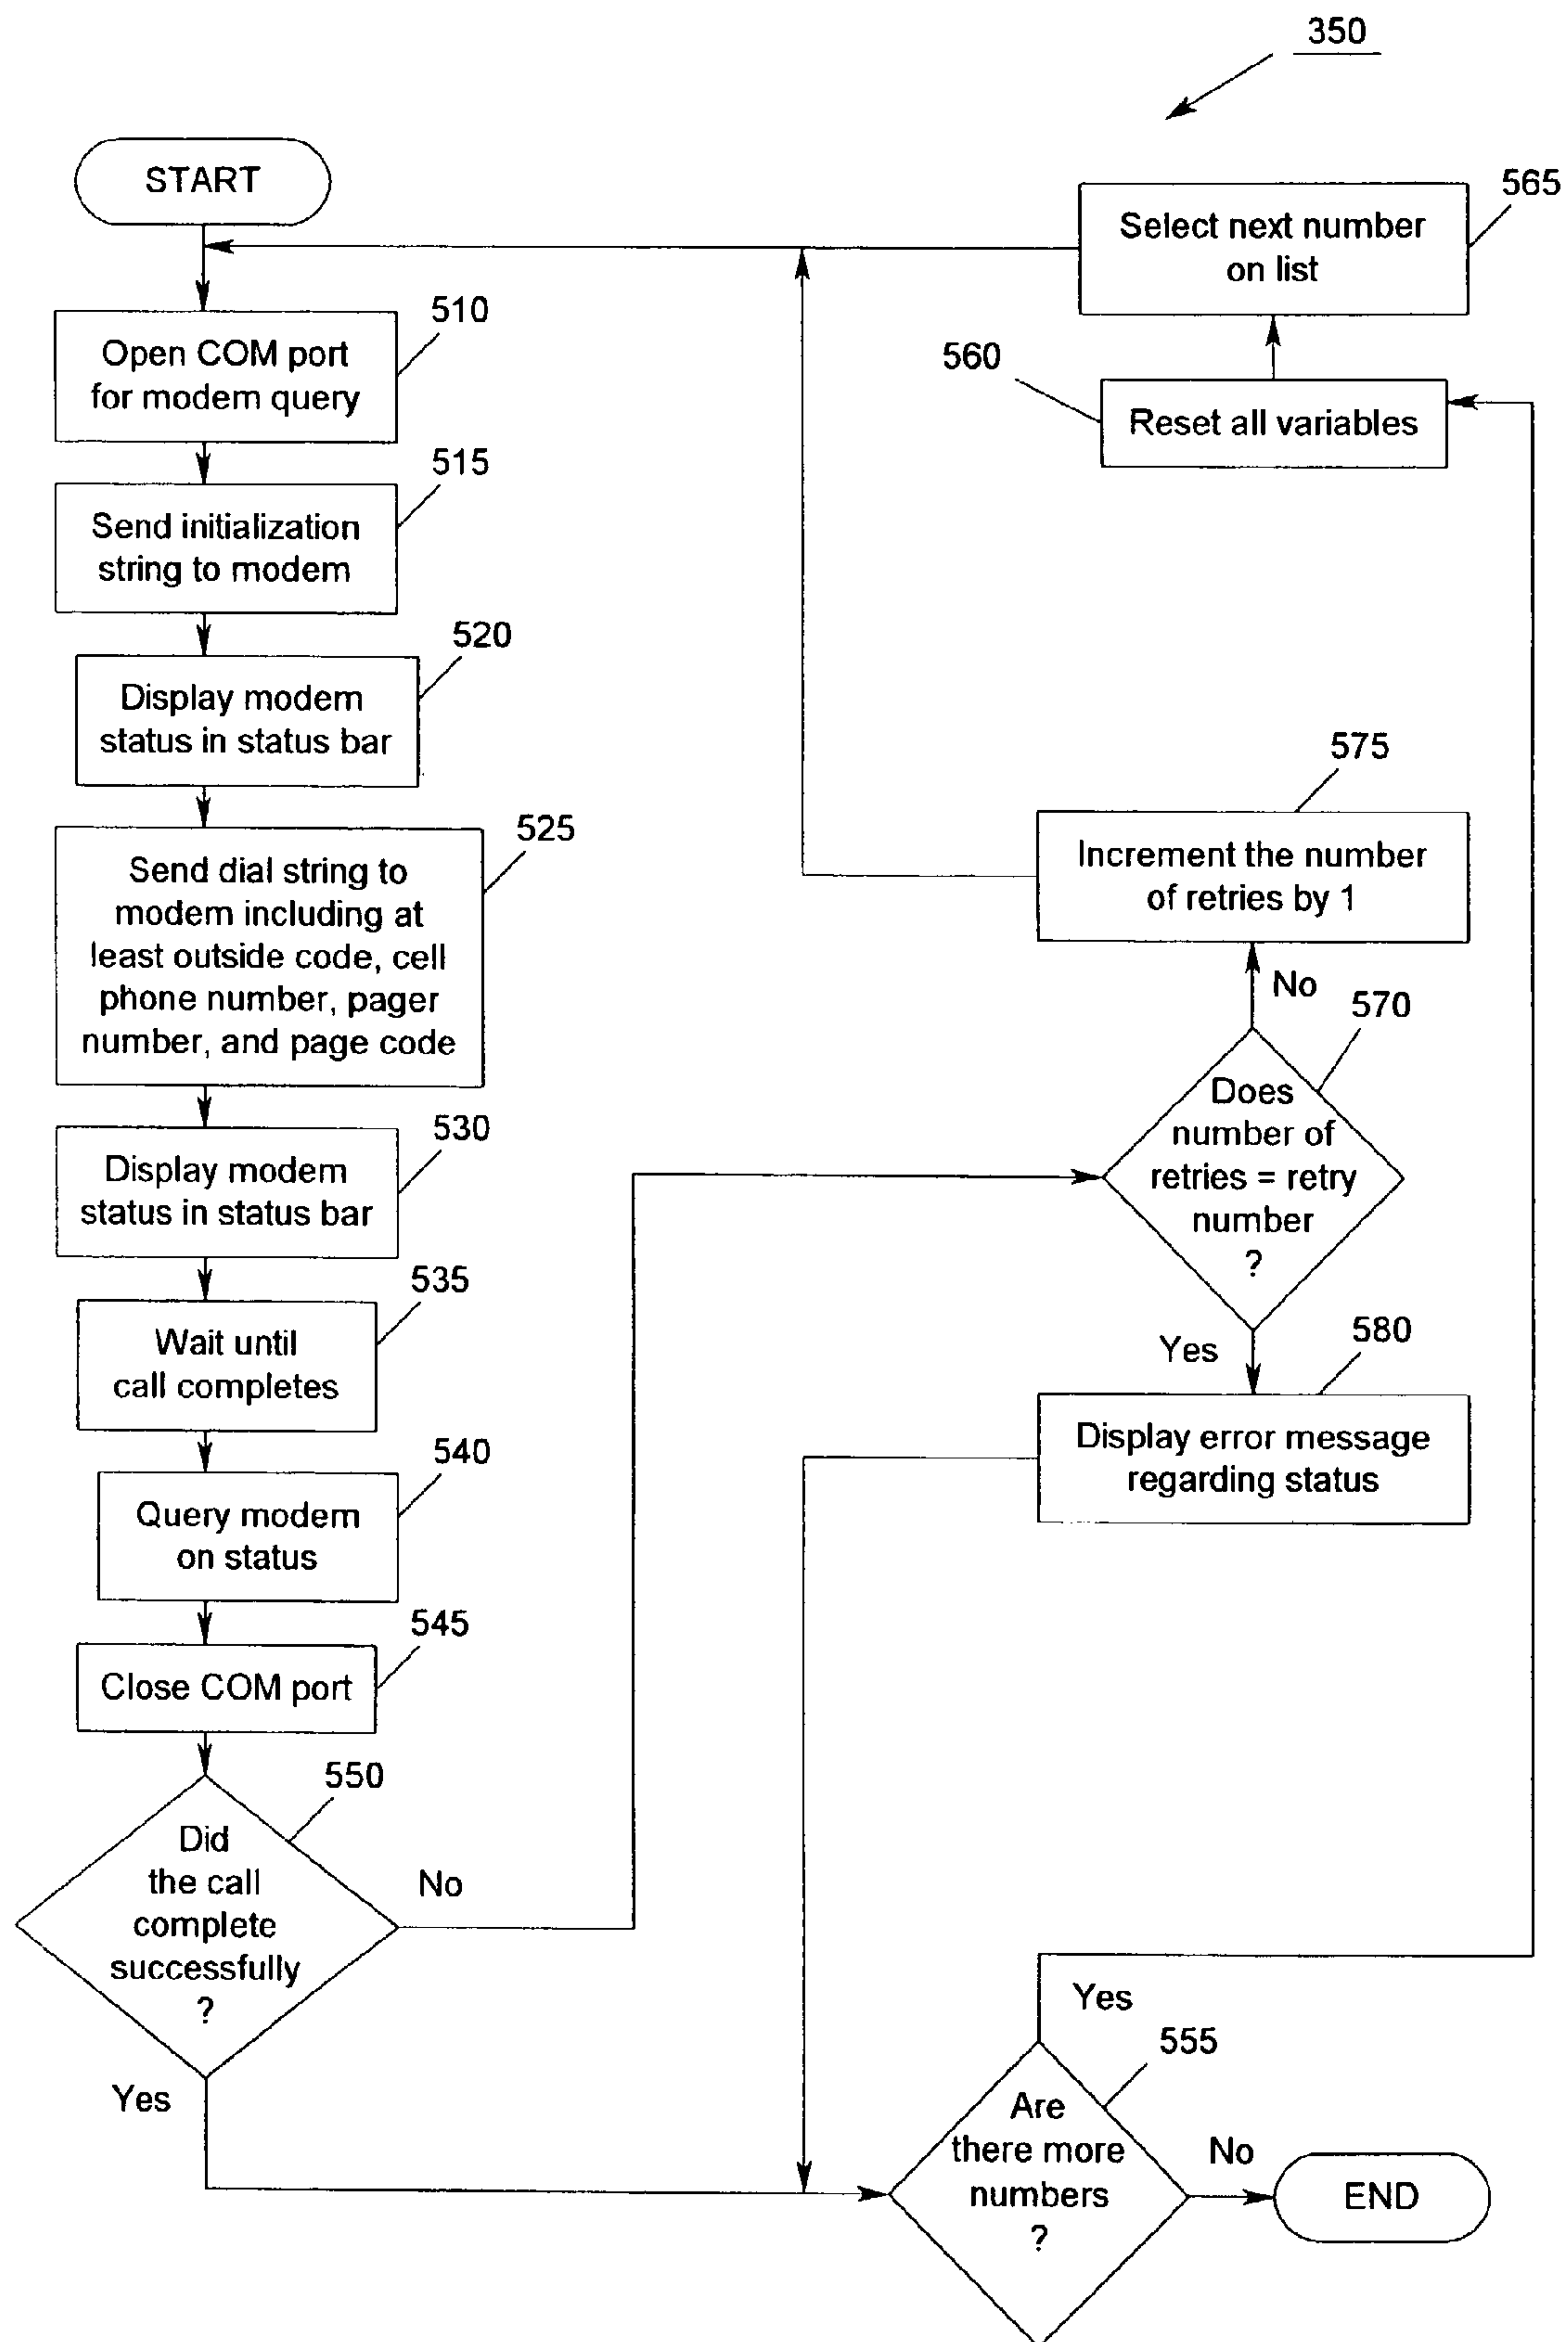 350
START
565
Select next number
on list
510
Open COM port
for modem query
560
Reset all variables
515
Send initialization
string to modem
520
Display modem
status in status bar
575
Increment the number
of retries by 1
525
Send dial string to
modem including at
least outside code, cell
phone number, pager
number, and page code
No
570
Does
number of
retries = retry
number
?
530
Display modem
status in status bar
Yes
580
Display error message
regarding status
535
Wait until
call completes
540
Query modem
on status
545
Close COM port
550
Did
the call
complete
successfully
?
No
Yes
Yes
555
Are
there more
numbers
?
No
END